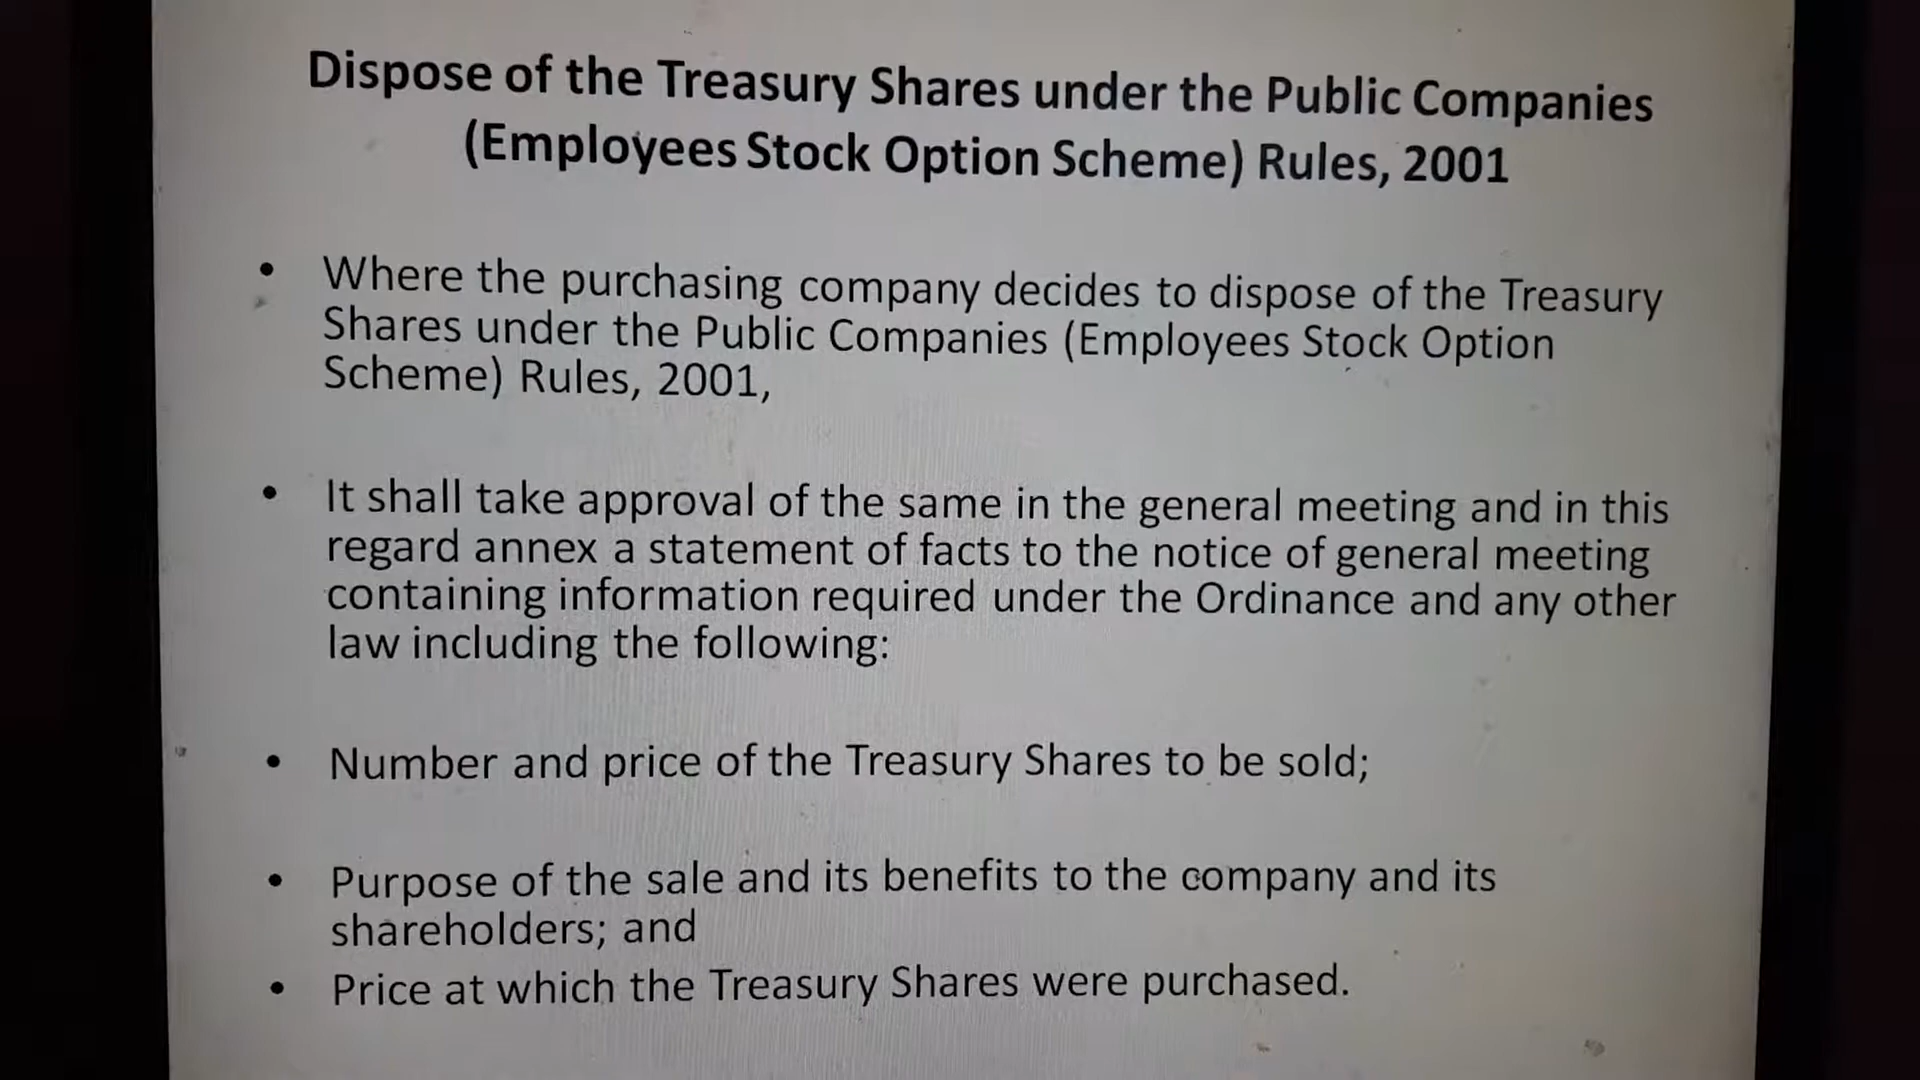 Dispose of the Treasury Shares under the Public Companies
(Employees Stock Option Scheme) Rules, 2001
• Where the purchasing company decides to dispose of the Treasury
Shares under the Public Companies (Employees Stock Option
Scheme) Rules, 2001,
• It shall take approval of the same in the general meeting and in this
regard annex a statement of facts to the notice of general meeting
containing information required under the Ordinance and any other
law including the following:
• Number and price of the Treasury Shares to be sold;
• Purpose of the sale and its benefits to the company and its
shareholders; and
• Price at which the Treasury Shares were purchased.